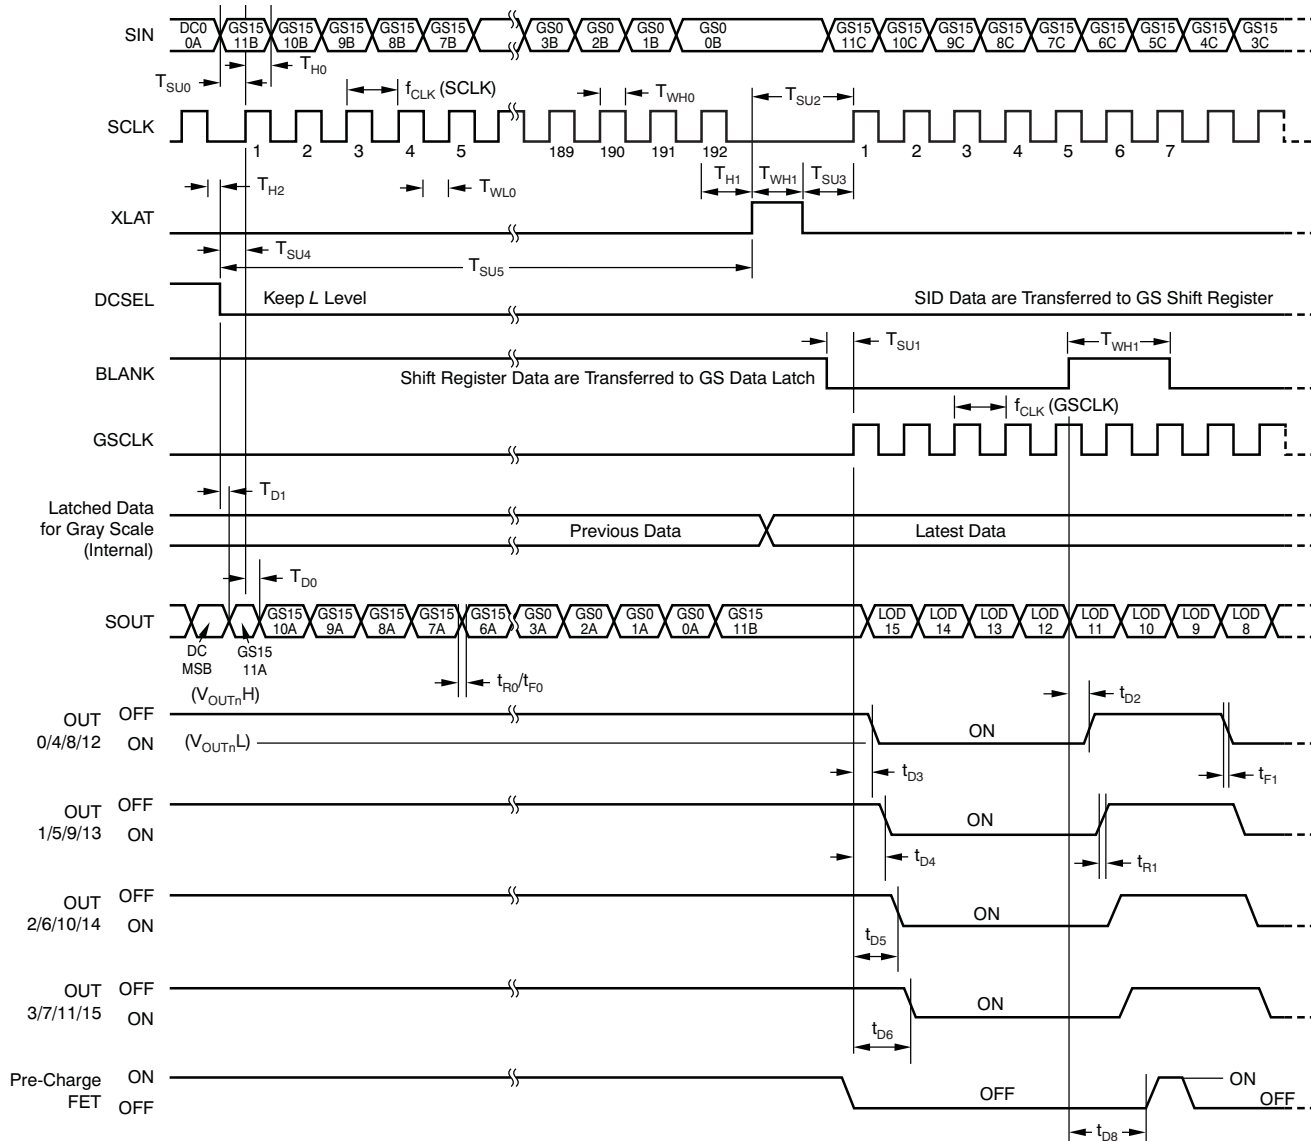 SIN
DC0 GS15 GS15 GS15 GS15 GS15 GS0 GS0 GS0 GS0 GS15 GS15 GS15 GS15 GS15 GS15 GS15 GS15 GS15
0A 11B 10B 9B 8B 7B 3B 2B 1B 0B 11C 10C 9C 8C 7C 6C 5C 4C 3C
TSU0 TH0 fCLK (SCLK) TWH0 TSU2
SCLK
1 2 3 4 5 189 190 191 192 1 2 3 4 5 6 7
TH2 TWL0 TH1 TWH1 TSU3
XLAT
TSU4
TSU5
DCSEL Keep L Level SID Data are Transferred to GS Shift Register
TSU1 TWH1
BLANK Shift Register Data are Transferred to GS Data Latch
fCLK (GSCLK)
GSCLK
TD1
Latched Data
for Gray Scale
(Internal)
Previous Data Latest Data
TD0
SOUT
GS15 GS15 GS15 GS15 GS15 GS0 GS0 GS0 GS0 GS15 LOD LOD LOD LOD LOD LOD LOD LOD
10A 9A 8A 7A 6A 3A 2A 1A 0A 11B 15 14 13 12 11 10 9 8
DC
MSB
GS15
11A
tR0/tF0
tD2
(VOUTnH)
OUT
0/4/8/12
OFF
ON
(VOUTnL)
ON
tD3 tF1
OUT
1/5/9/13
OFF
ON
ON
tD4 tR1
OUT
2/6/10/14
OFF
ON
ON
tD5
OUT
3/7/11/15
OFF
ON
ON
tD6
Pre-Charge
FET
ON
OFF
OFF
ON
OFF
tD8